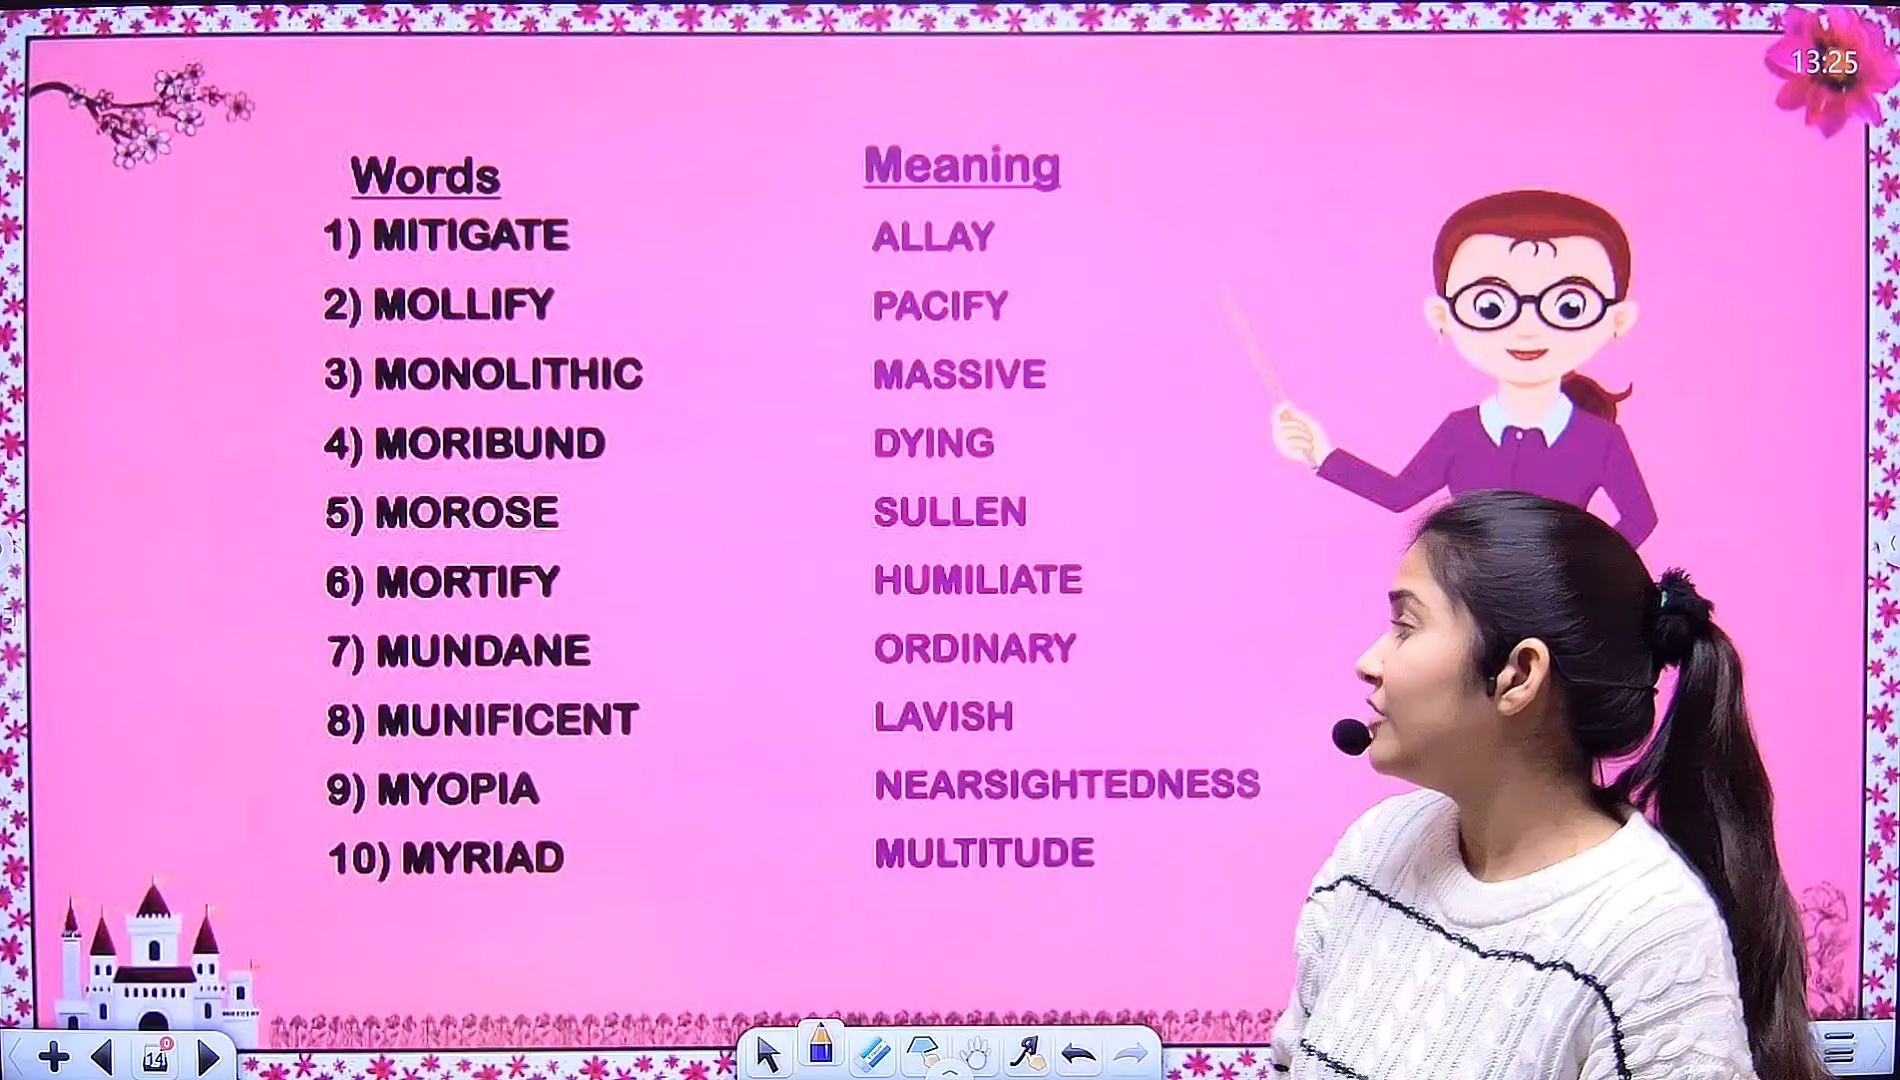 13:25
Words Meaning
1) MITIGATE ALLAY
2) MOLLIFY PACIFY
3) MONOLITHIC MASSIVE
4) MORIBUND DYING
5) MOROSE SULLEN
6) MORTIFY HUMILIATE
7) MUNDANE ORDINARY
8) MUNIFICENT LAVISH
9) MYOPIA NEARSIGHTEDNESS
10) MYRIAD MULTITUDE
14
0